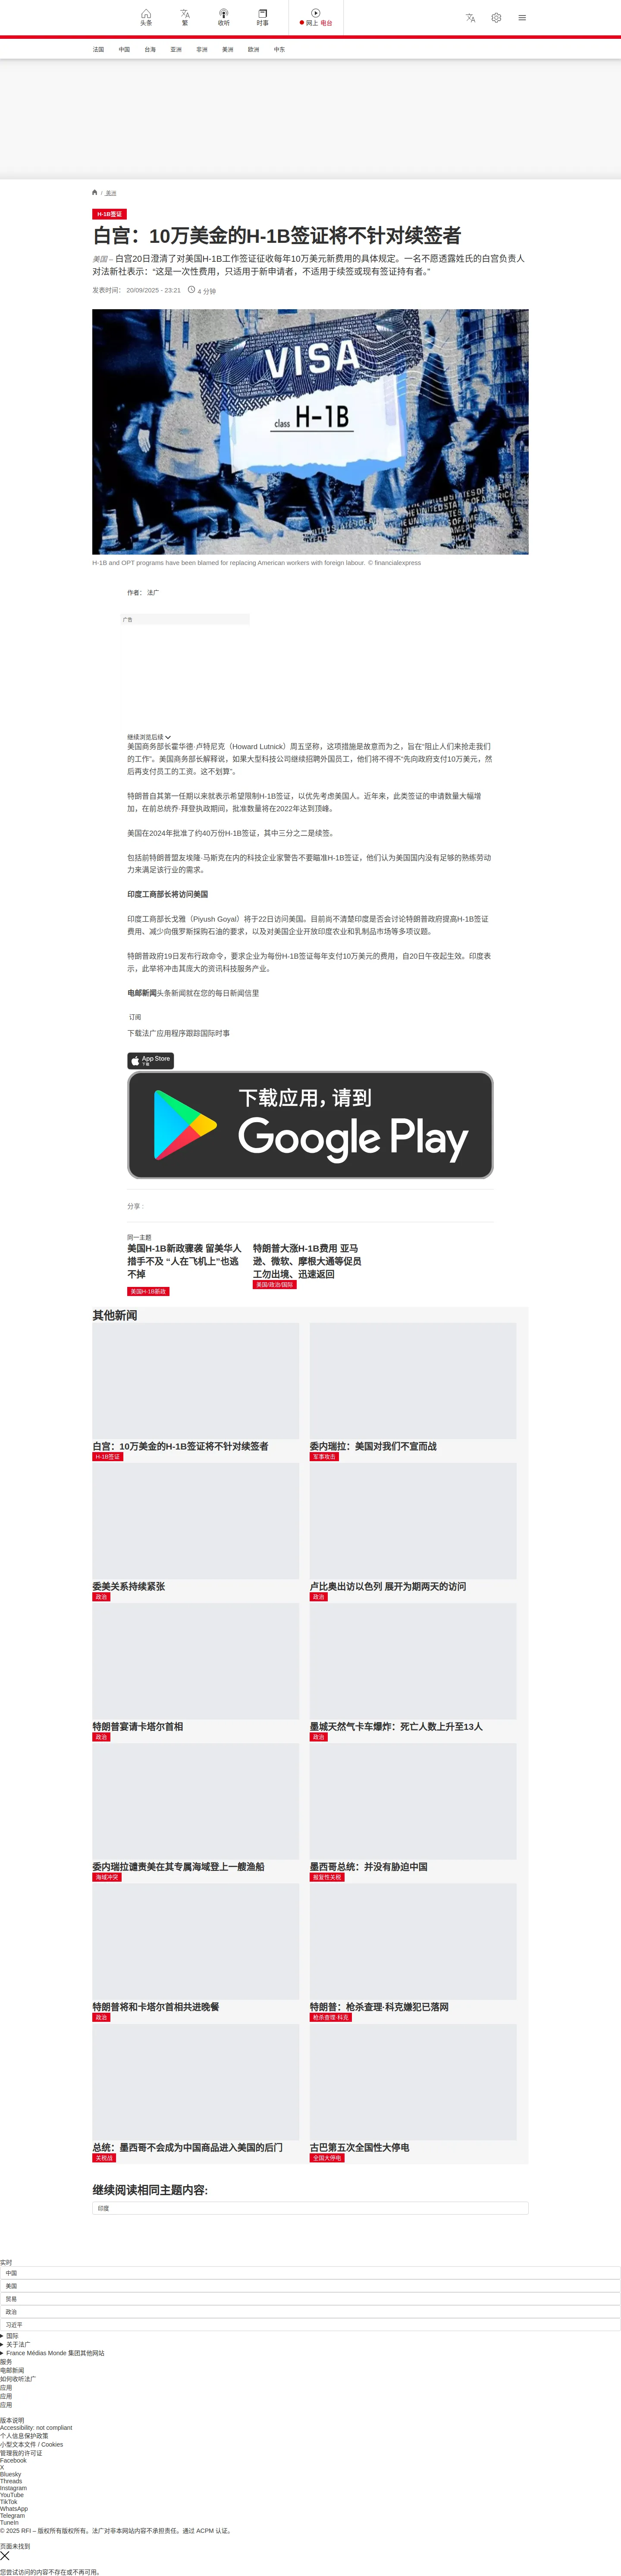 头条
繁
收听
时事
网上 电台
法国 中国 台海 亚洲 非洲 美洲 欧洲 中东
/ 美洲
H-1B签证
白宫：10万美金的H-1B签证将不针对续签者
美国 – 白宫20日澄清了对美国H-1B工作签证征收每年10万美元新费用的具体规定。一名不愿透露姓氏的白宫负责人
对法新社表示：“这是一次性费用，只适用于新申请者，不适用于续签或现有签证持有者。”
发表时间： 20/09/2025 - 23:21 4 分钟
VISA
class H-1B
UNITED STATES OF AMERICA
H-1B and OPT programs have been blamed for replacing American workers with foreign labour. © financialexpress
作者： 法广
广告
继续浏览后续
美国商务部长霍华德·卢特尼克（Howard Lutnick）周五坚称，这项措施是故意而为之，旨在“阻止人们来抢走我们
的工作”。美国商务部长解释说，如果大型科技公司继续招聘外国员工，他们将不得不“先向政府支付10万美元，然
后再支付员工的工资。这不划算”。
特朗普自其第一任期以来就表示希望限制H-1B签证，以优先考虑美国人。近年来，此类签证的申请数量大幅增
加，在前总统乔·拜登执政期间，批准数量将在2022年达到顶峰。
美国在2024年批准了约40万份H-1B签证，其中三分之二是续签。
包括前特朗普盟友埃隆·马斯克在内的科技企业家警告不要瞄准H-1B签证，他们认为美国国内没有足够的熟练劳动
力来满足该行业的需求。
印度工商部长将访问美国
印度工商部长戈雅（Piyush Goyal）将于22日访问美国。目前尚不清楚印度是否会讨论特朗普政府提高H-1B签证
费用、减少向俄罗斯采购石油的要求，以及对美国企业开放印度农业和乳制品市场等多项议题。
特朗普政府19日发布行政命令，要求企业为每份H-1B签证每年支付10万美元的费用，自20日午夜起生效。印度表
示，此举将冲击其庞大的资讯科技服务产业。
电邮新闻头条新闻就在您的每日新闻信里
订阅
下载法广应用程序跟踪国际时事
App Store
下载
下载应用，请到
Google Play
分享 :
同一主题
美国H-1B新政骤袭 留美华人
措手不及 “人在飞机上”也逃
不掉
美国H-1B新政
特朗普大涨H-1B费用 亚马
逊、微软、摩根大通等促员
工勿出境、迅速返回
美国/政治/国际
其他新闻
白宫：10万美金的H-1B签证将不针对续签者
H-1B签证
委内瑞拉：美国对我们不宣而战
军事攻击
委美关系持续紧张
政治
卢比奥出访以色列 展开为期两天的访问
政治
特朗普宴请卡塔尔首相
政治
墨城天然气卡车爆炸：死亡人数上升至13人
政治
委内瑞拉谴责美在其专属海域登上一艘渔船
海域冲突
墨西哥总统：并没有胁迫中国
报复性关税
特朗普将和卡塔尔首相共进晚餐
政治
特朗普：枪杀查理·科克嫌犯已落网
枪杀查理·科克
总统：墨西哥不会成为中国商品进入美国的后门
关税战
古巴第五次全国性大停电
全国大停电
继续阅读相同主题内容:
印度
实时
中国
美国
贸易
政治
习近平
国际
关于法广
France Médias Monde 集团其他网站
服务
电邮新闻
如何收听法广
应用
应用
应用
版本说明
Accessibility: not compliant
个人信息保护政策
小型文本文件 / Cookies
管理我的许可证
Facebook
X
Bluesky
Threads
Instagram
YouTube
TikTok
WhatsApp
Telegram
TuneIn
© 2025 RFI – 版权所有版权所有。法广对非本网站内容不承担责任。通过 ACPM 认证。
页面未找到
您尝试访问的内容不存在或不再可用。